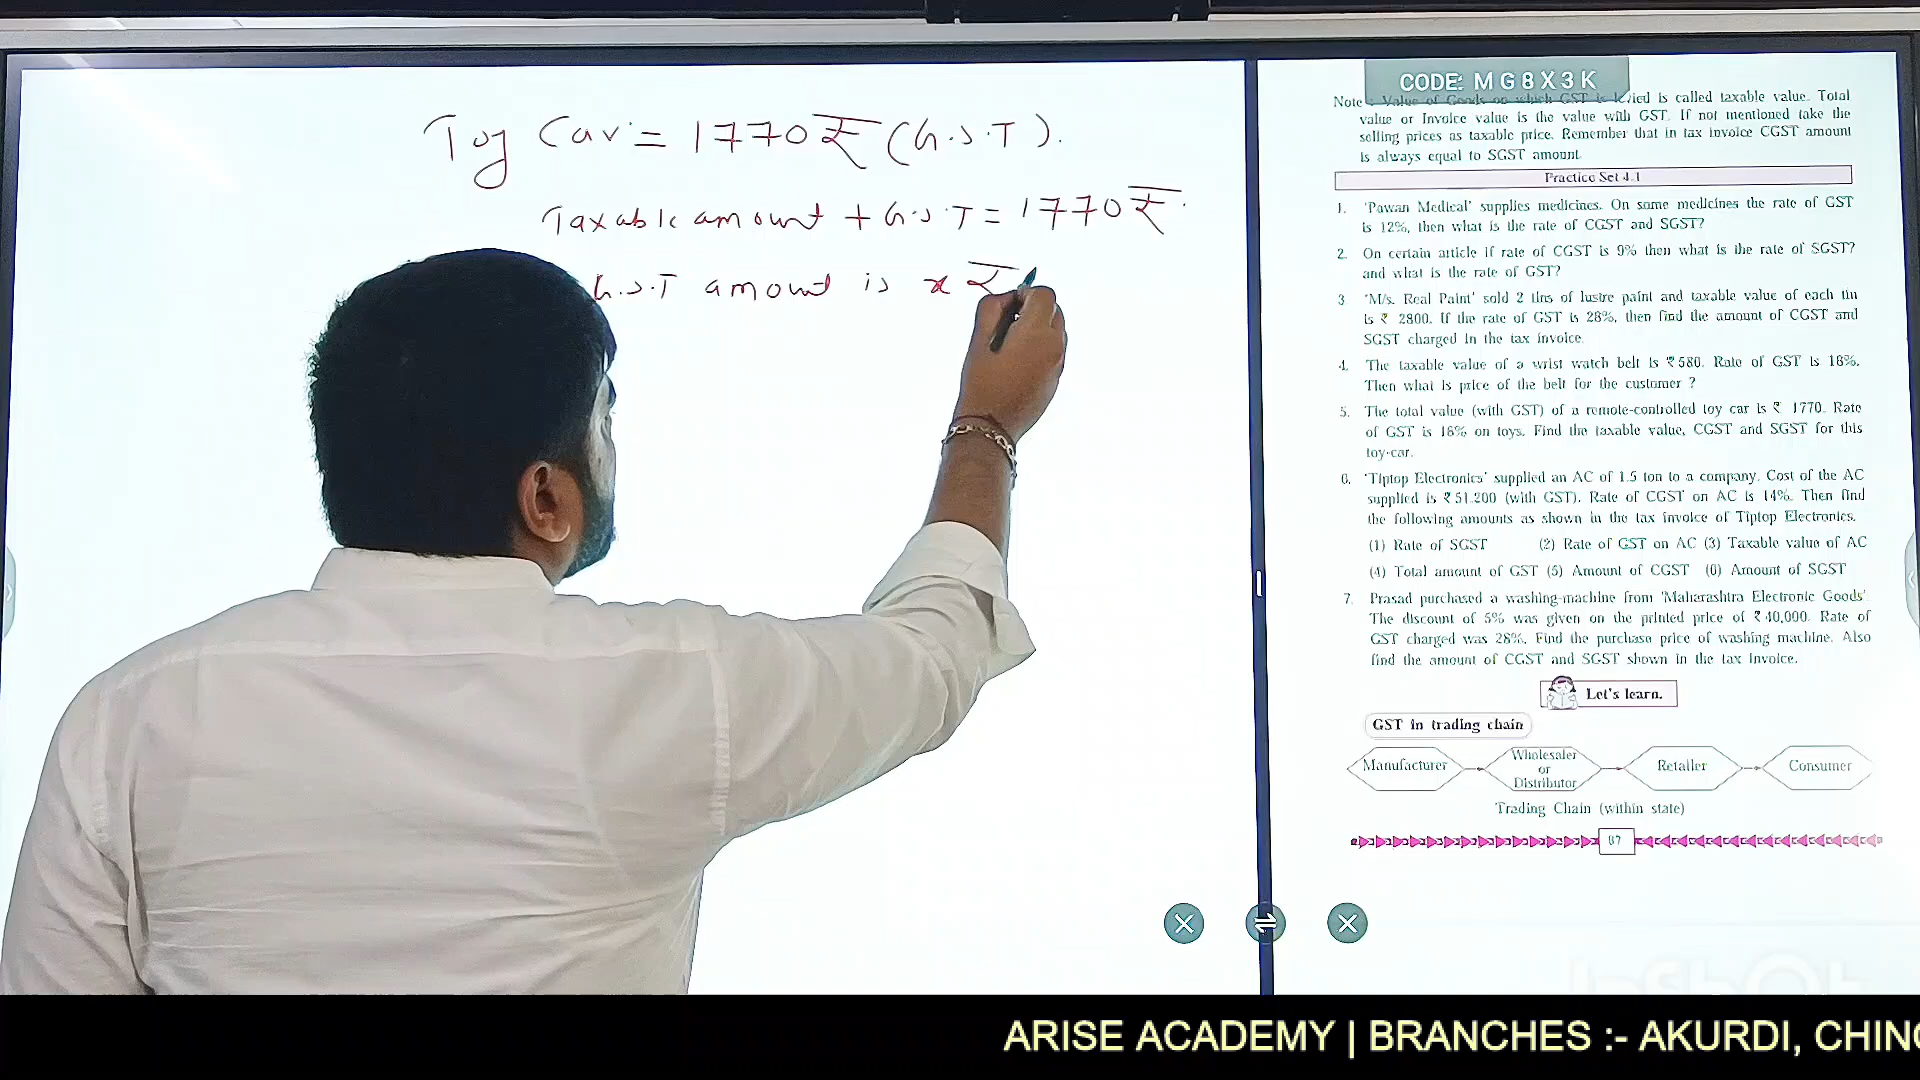 Toy Car = 1770 ₹ (G.S.T).
Taxable amount + G.S.T = 1770 ₹.
G.S.T amount is x ₹
CODE: MG8X3K
Note : Value of Goods on which GST is levied is called taxable value. Total
value or Invoice value is the value with GST. If not mentioned take the
selling prices as taxable price. Remember that in tax invoice CGST amount
is always equal to SGST amount.
Practice Set 4.1
1. 'Pawan Medical' supplies medicines. On some medicines the rate of GST
is 12%, then what is the rate of CGST and SGST?
2. On certain article if rate of CGST is 9% then what is the rate of SGST?
and what is the rate of GST?
3. 'M/s. Real Paint' sold 2 tins of lustre paint and taxable value of each tin
is ₹ 2800. If the rate of GST is 28%, then find the amount of CGST and
SGST charged in the tax invoice.
4. The taxable value of a wrist watch belt is ₹ 580. Rate of GST is 18%.
Then what is price of the belt for the customer ?
5. The total value (with GST) of a remote-controlled toy car is ₹ 1770. Rate
of GST is 18% on toys. Find the taxable value, CGST and SGST for this
toy-car.
6. 'Tiptop Electronics' supplied an AC of 1.5 ton to a company. Cost of the AC
supplied is ₹ 51,200 (with GST). Rate of CGST on AC is 14%. Then find
the following amounts as shown in the tax invoice of Tiptop Electronics.
(1) Rate of SGST (2) Rate of GST on AC (3) Taxable value of AC
(4) Total amount of GST (5) Amount of CGST (6) Amount of SGST
7. Prasad purchased a washing-machine from 'Maharashtra Electronic Goods'.
The discount of 5% was given on the printed price of ₹ 40,000. Rate of
GST charged was 28%. Find the purchase price of washing machine. Also
find the amount of CGST and SGST shown in the tax invoice.
Let's learn.
GST in trading chain
Manufacturer
Wholesaler
or
Distributor
Retailer
Consumer
Trading Chain (within state)
87
ARISE ACADEMY | BRANCHES :- AKURDI, CHINC